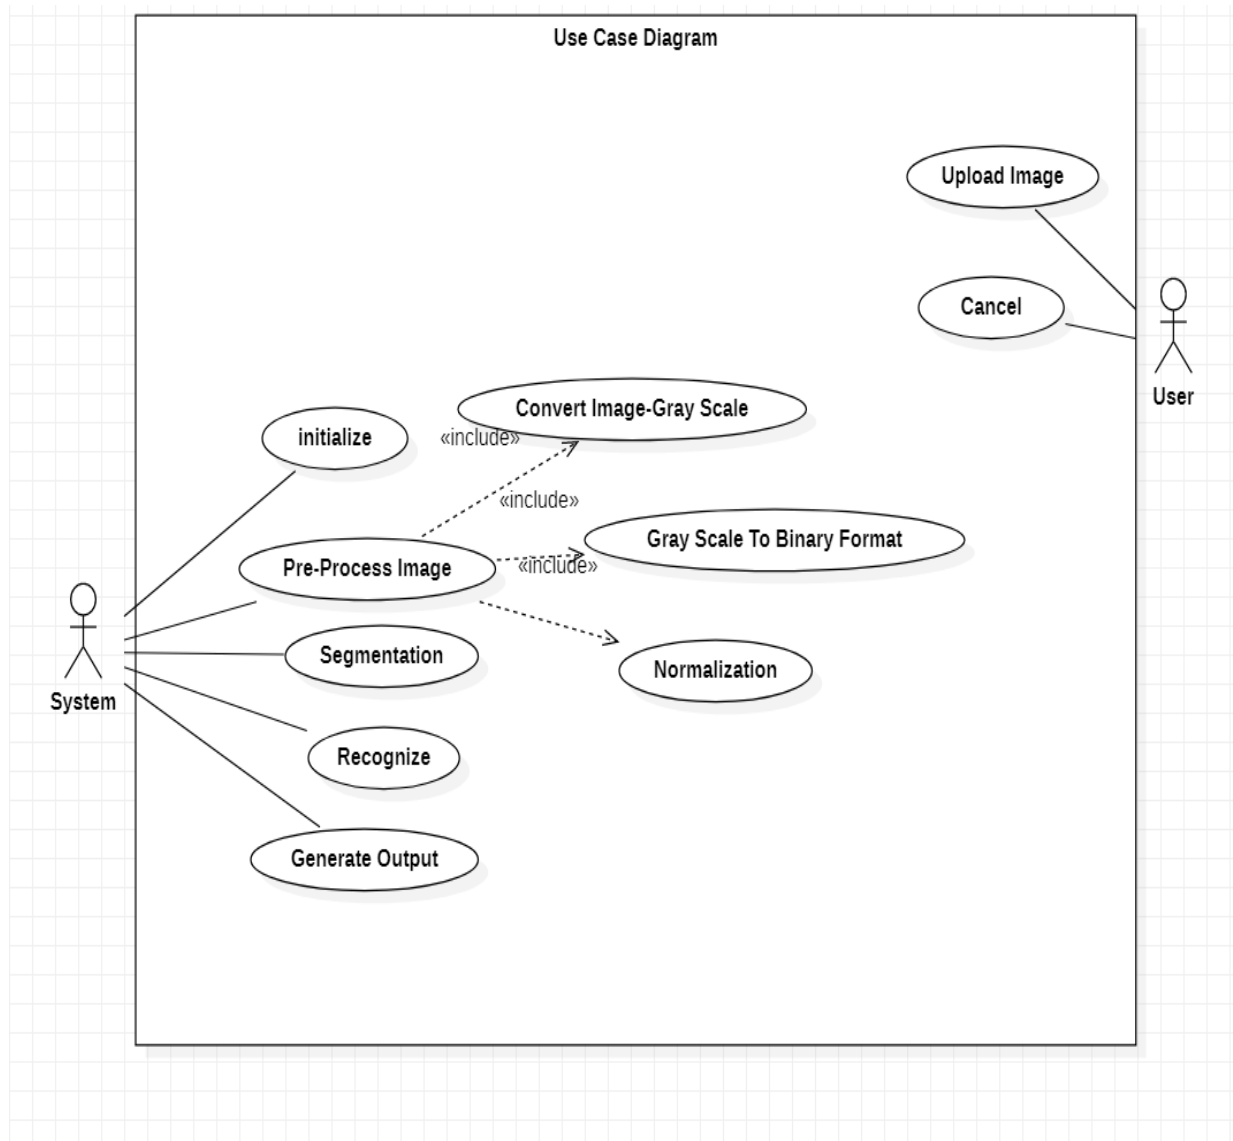 Use Case Diagram
Upload Image
Cancel
User
Convert Image-Gray Scale
initialize
«include»
«include»
Gray Scale To Binary Format
«include»
Pre-Process Image
Segmentation
Normalization
System
Recognize
Generate Output